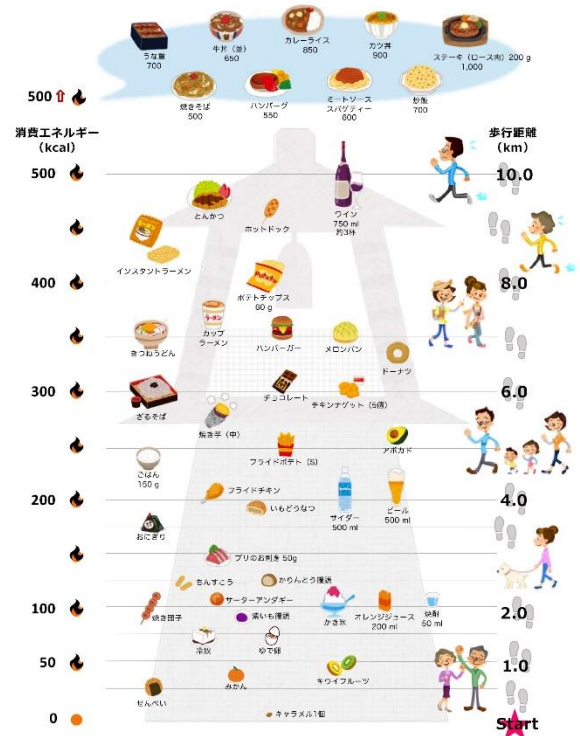 うな重
700
牛丼（並）
650
カレーライス
850
カツ丼
900
ステーキ（ロース肉）200 g
1,000
焼きそば
500
ハンバーグ
550
ミートソース
スパゲティー
600
炒飯
700
500⇧
消費エネルギー
（kcal）
歩行距離
（km）
500
10.0
とんかつ
ホットドック
ワイン
750 ml
約3杯
インスタントラーメン
400
8.0
ポテトチップス
60 g
カップ
ラーメン
きつねうどん
ハンバーガー
メロンパン
ドーナツ
300
6.0
ざるそば
チョコレート
チキンナゲット（5個）
焼き芋（中）
フライドポテト（S）
アボカド
ごはん
150 g
フライドチキン
200
4.0
いもどうなつ
サイダー
500 ml
ビール
500 ml
おにぎり
ブリのお刺身 50g
ちんすこう
かりんとう饅頭
100
2.0
焼き団子
サーターアンダギー
紫いも饅頭
かき氷
オレンジジュース
200 ml
焼酎
60 ml
冷奴
ゆで卵
50
1.0
みかん
キウイフルーツ
せんべい
0
キャラメル1個
Start